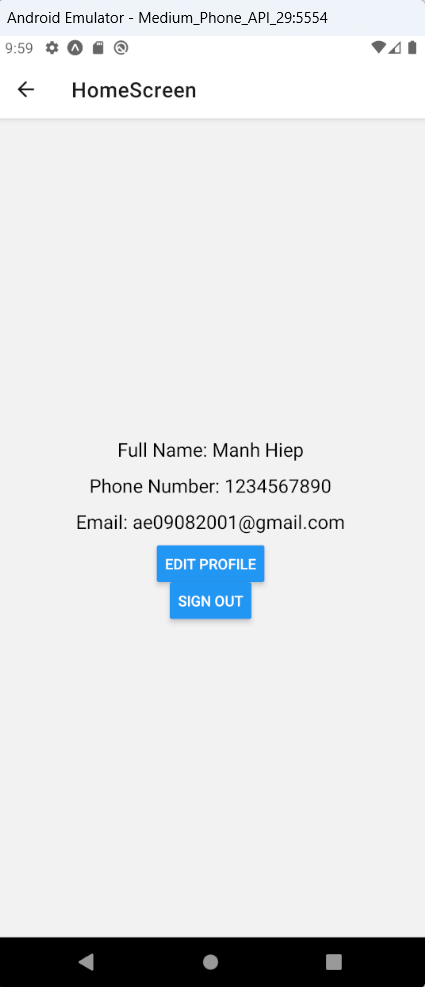 Android Emulator - Medium_Phone_API_29:5554
9:59
HomeScreen
Full Name: Manh Hiep
Phone Number: 1234567890
Email: ae09082001@gmail.com
EDIT PROFILE
SIGN OUT